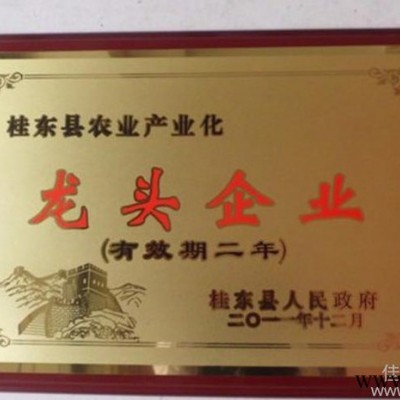 桂东县农业产业化
龙头企业
(有效期二年)
桂东县人民政府
二〇一一年十二月